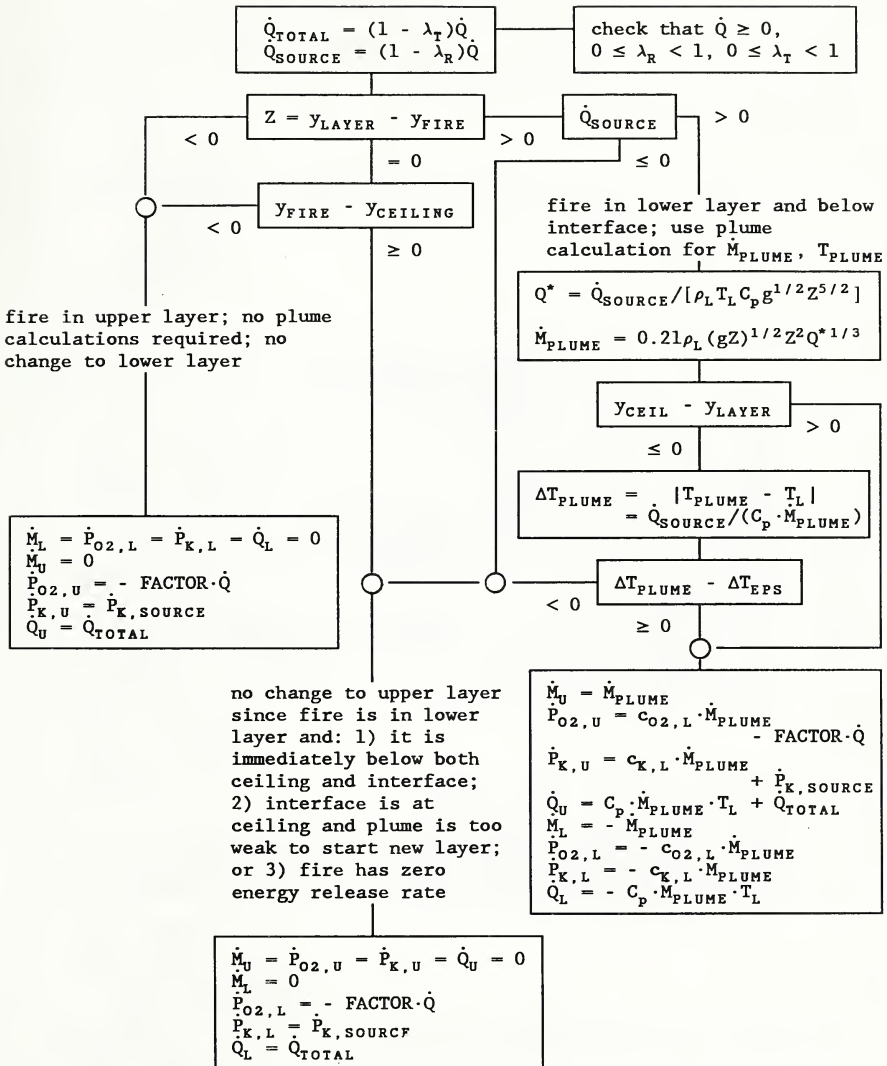 Q̇TOTAL = (1 - λT)Q̇
Q̇SOURCE = (1 - λR)Q̇
check that Q̇ ≥ 0,
0 ≤ λR < 1, 0 ≤ λT < 1
Z = yLAYER - yFIRE
Q̇SOURCE
< 0
> 0
> 0
= 0
≤ 0
yFIRE - yCEILING
< 0
≥ 0
fire in lower layer and below
interface; use plume
calculation for ṀPLUME, TPLUME
Q* = Q̇SOURCE/[ρLTLCpg1/2Z5/2]
ṀPLUME = 0.21ρL(gZ)1/2Z2Q*1/3
fire in upper layer; no plume
calculations required; no
change to lower layer
yCEIL - yLAYER
> 0
≤ 0
ΔTPLUME = |TPLUME - TL|
= Q̇SOURCE/(Cp·ṀPLUME)
ṀL = ṖO2,L = ṖK,L = Q̇L = 0
ṀU = 0
ṖO2,U = - FACTOR·Q̇
ṖK,U = ṖK,SOURCE
Q̇U = Q̇TOTAL
ΔTPLUME - ΔTEPS
< 0
≥ 0
no change to upper layer
since fire is in lower
layer and: 1) it is
immediately below both
ceiling and interface;
2) interface is at
ceiling and plume is too
weak to start new layer;
or 3) fire has zero
energy release rate
ṀU = ṀPLUME
ṖO2,U = cO2,L·ṀPLUME
- FACTOR·Q̇
ṖK,U = cK,L·ṀPLUME
+ ṖK,SOURCE
Q̇U = Cp·ṀPLUME·TL + Q̇TOTAL
ṀL = - ṀPLUME
ṖO2,L = - cO2,L·ṀPLUME
ṖK,L = - cK,L·ṀPLUME
Q̇L = - Cp·ṀPLUME·TL
ṀU = ṖO2,U = ṖK,U = Q̇U = 0
ṀL = 0
ṖO2,L = - FACTOR·Q̇
ṖK,L = ṖK,SOURCE
Q̇L = Q̇TOTAL